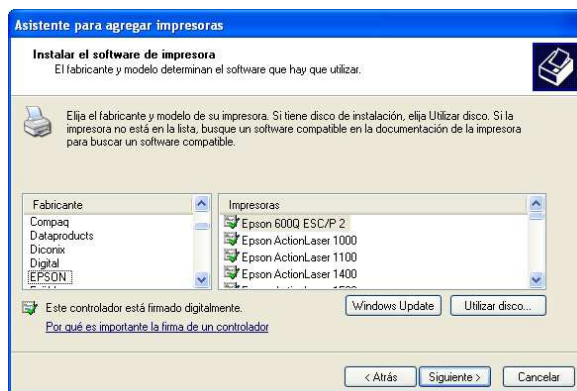 Asistente para agregar impresoras
Instalar el software de impresora
El fabricante y modelo determinan el software que hay que utilizar.
Elija el fabricante y modelo de su impresora. Si tiene disco de instalación, elija Utilizar disco. Si la
impresora no está en la lista, busque un software compatible en la documentación de la impresora
para buscar un software compatible.
Fabricante
Compaq
Dataproducts
Diconix
Digital
EPSON
Impresoras
Epson 600Q ESC/P 2
Epson ActionLaser 1000
Epson ActionLaser 1100
Epson ActionLaser 1400
Este controlador está firmado digitalmente.
Por qué es importante la firma de un controlador
Windows Update
Utilizar disco...
< Atrás
Siguiente >
Cancelar